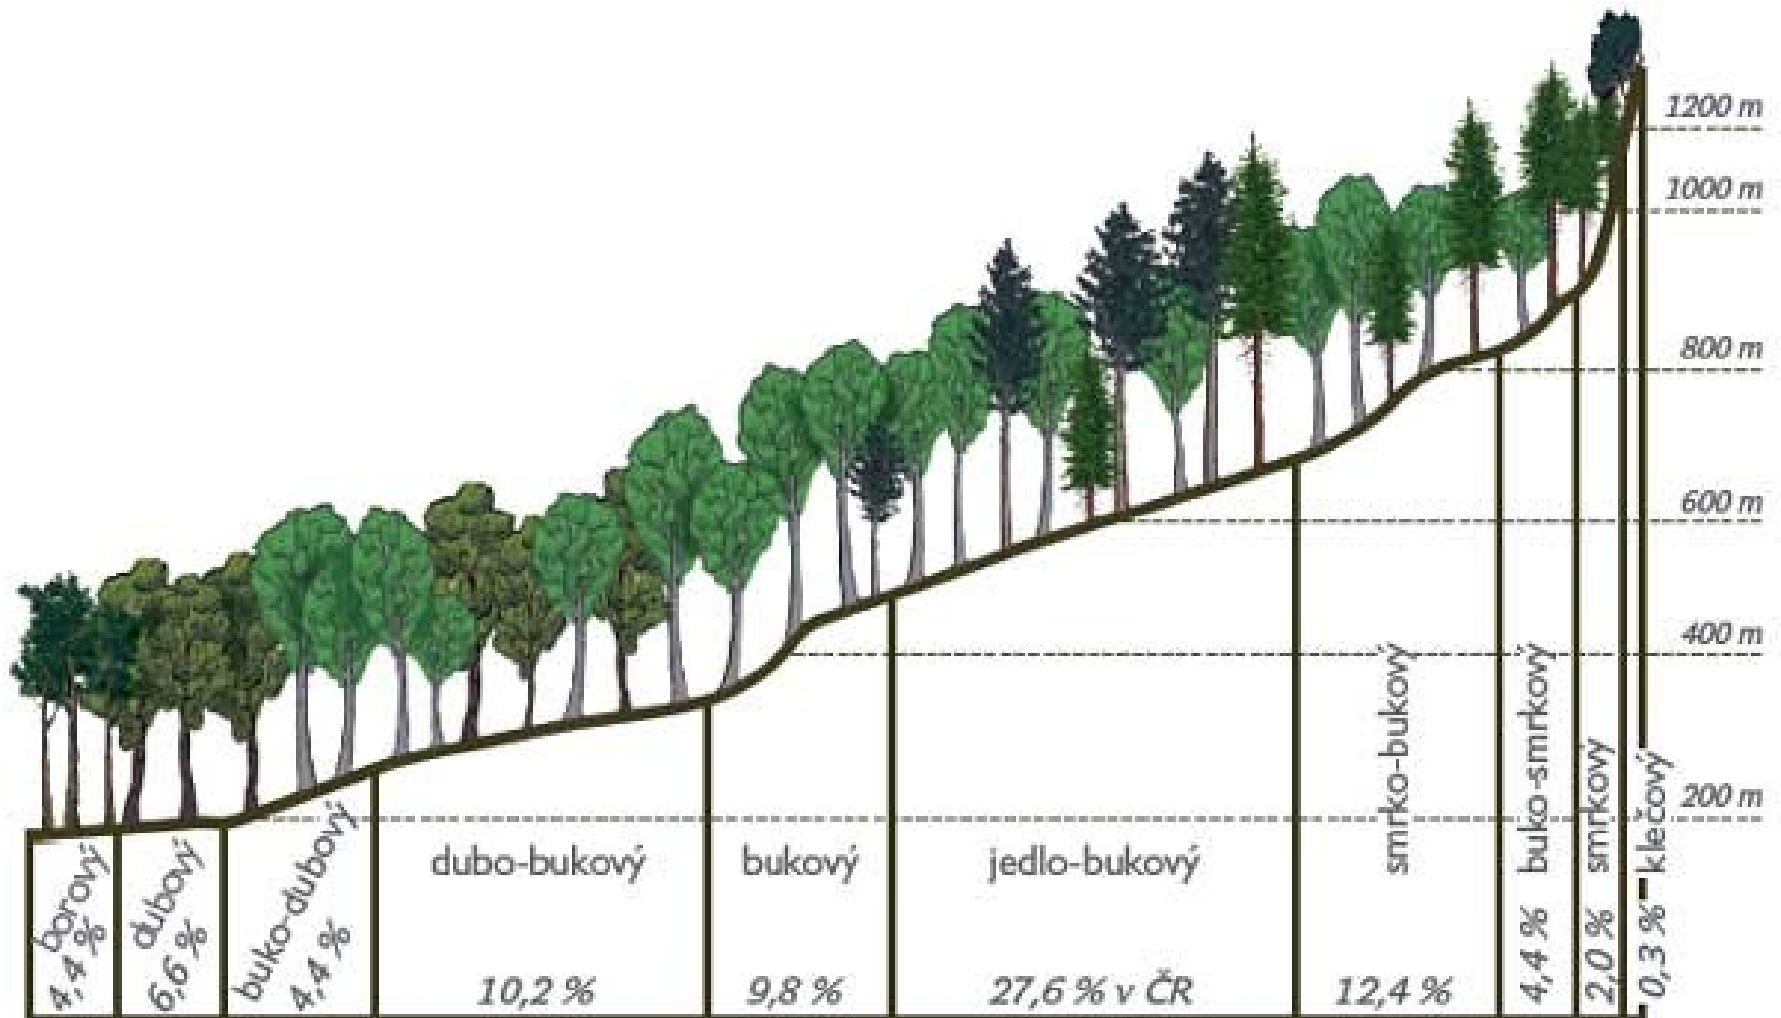 1200 m
1000 m
800 m
600 m
400 m
200 m
borový
4,4 %
dubový
6,6 %
buko-dubový
4,4 %
dubo-bukový
10,2 %
bukový
9,8 %
jedlo-bukový
27,6 % v ČR
smrko-bukový
12,4 %
buko-smrkový
4,4 %
smrkovy
2,0 %
klečový
0,3 %